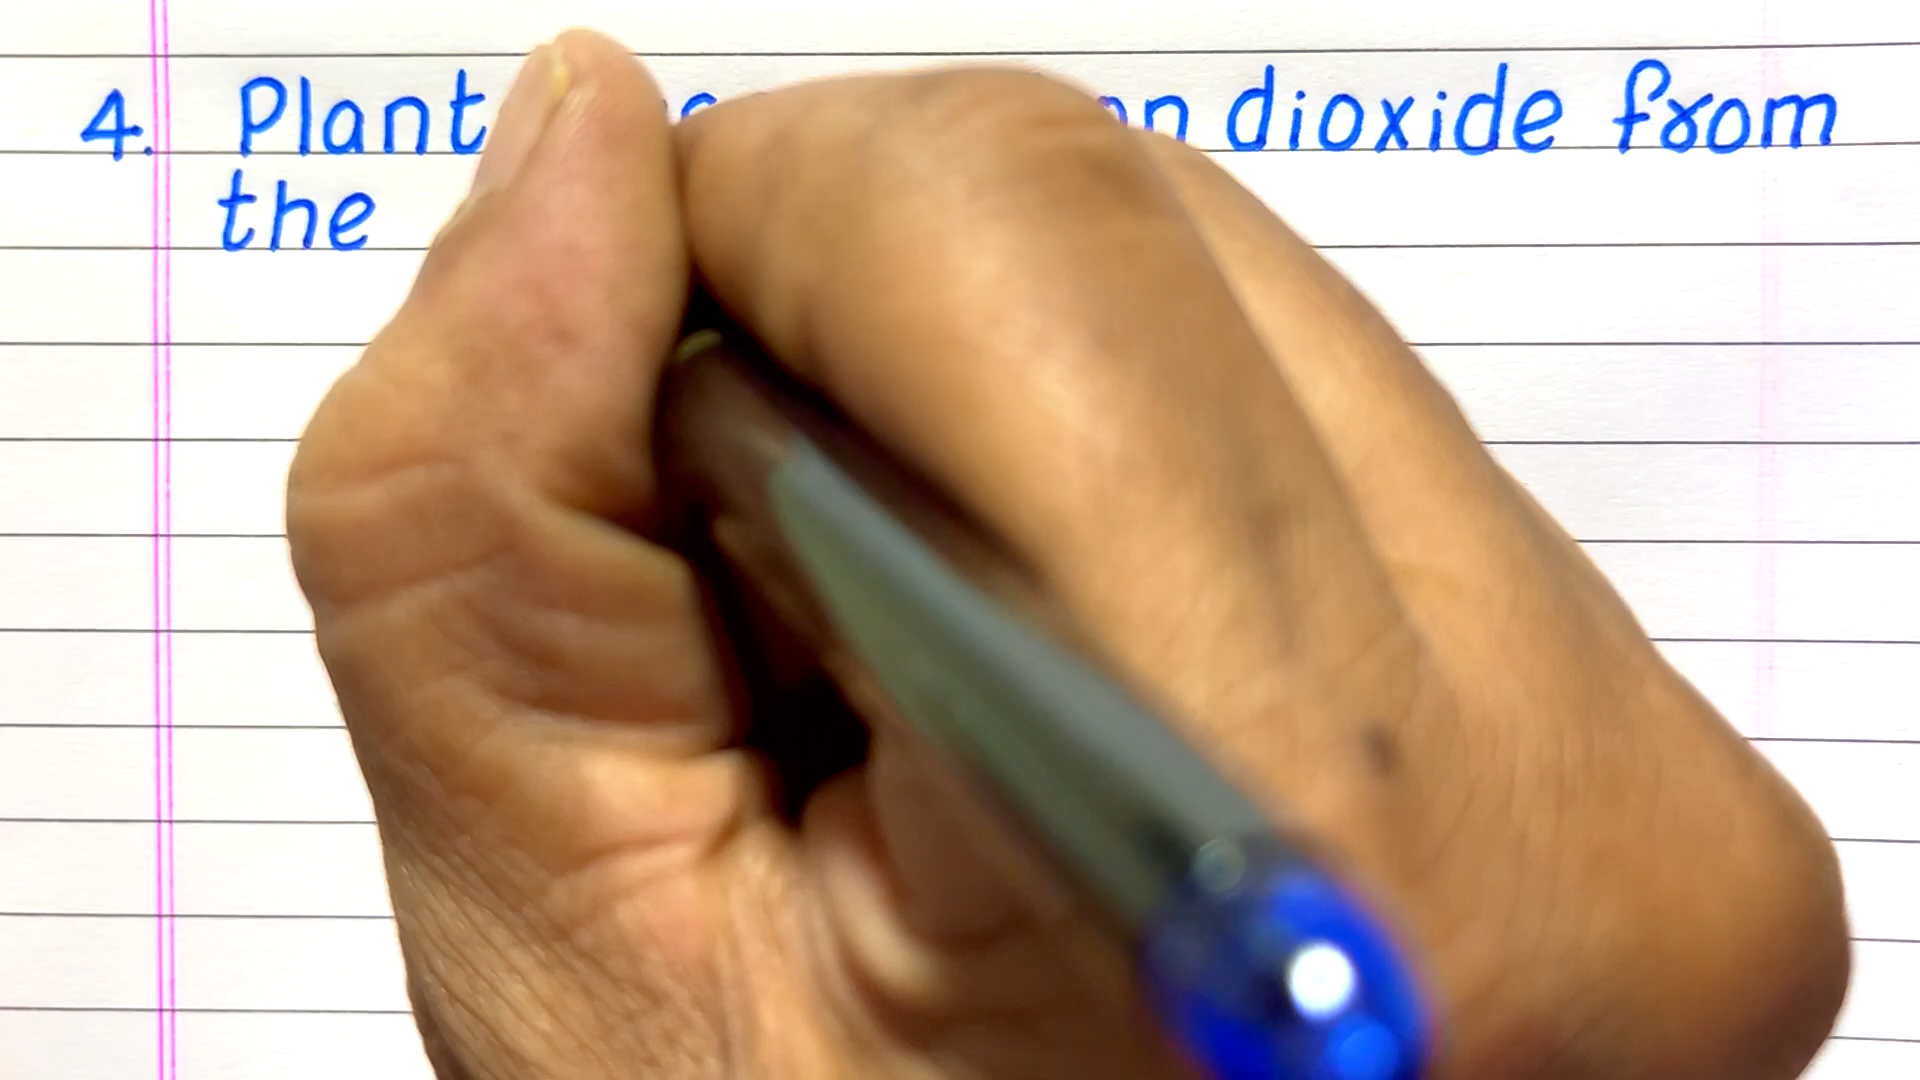 4. Plant dioxide from
the